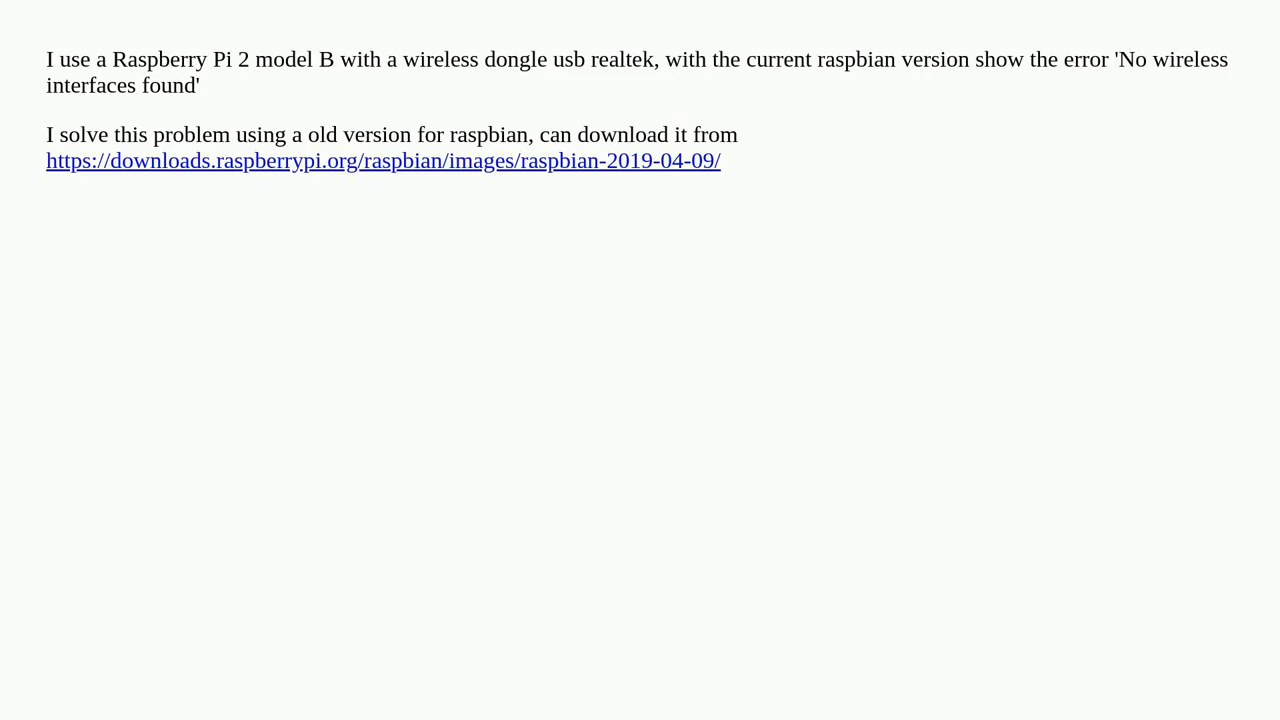 I use a Raspberry Pi 2 model B with a wireless dongle usb realtek, with the current raspbian version show the error 'No wireless
interfaces found'
I solve this problem using a old version for raspbian, can download it from
https://downloads.raspberrypi.org/raspbian/images/raspbian-2019-04-09/